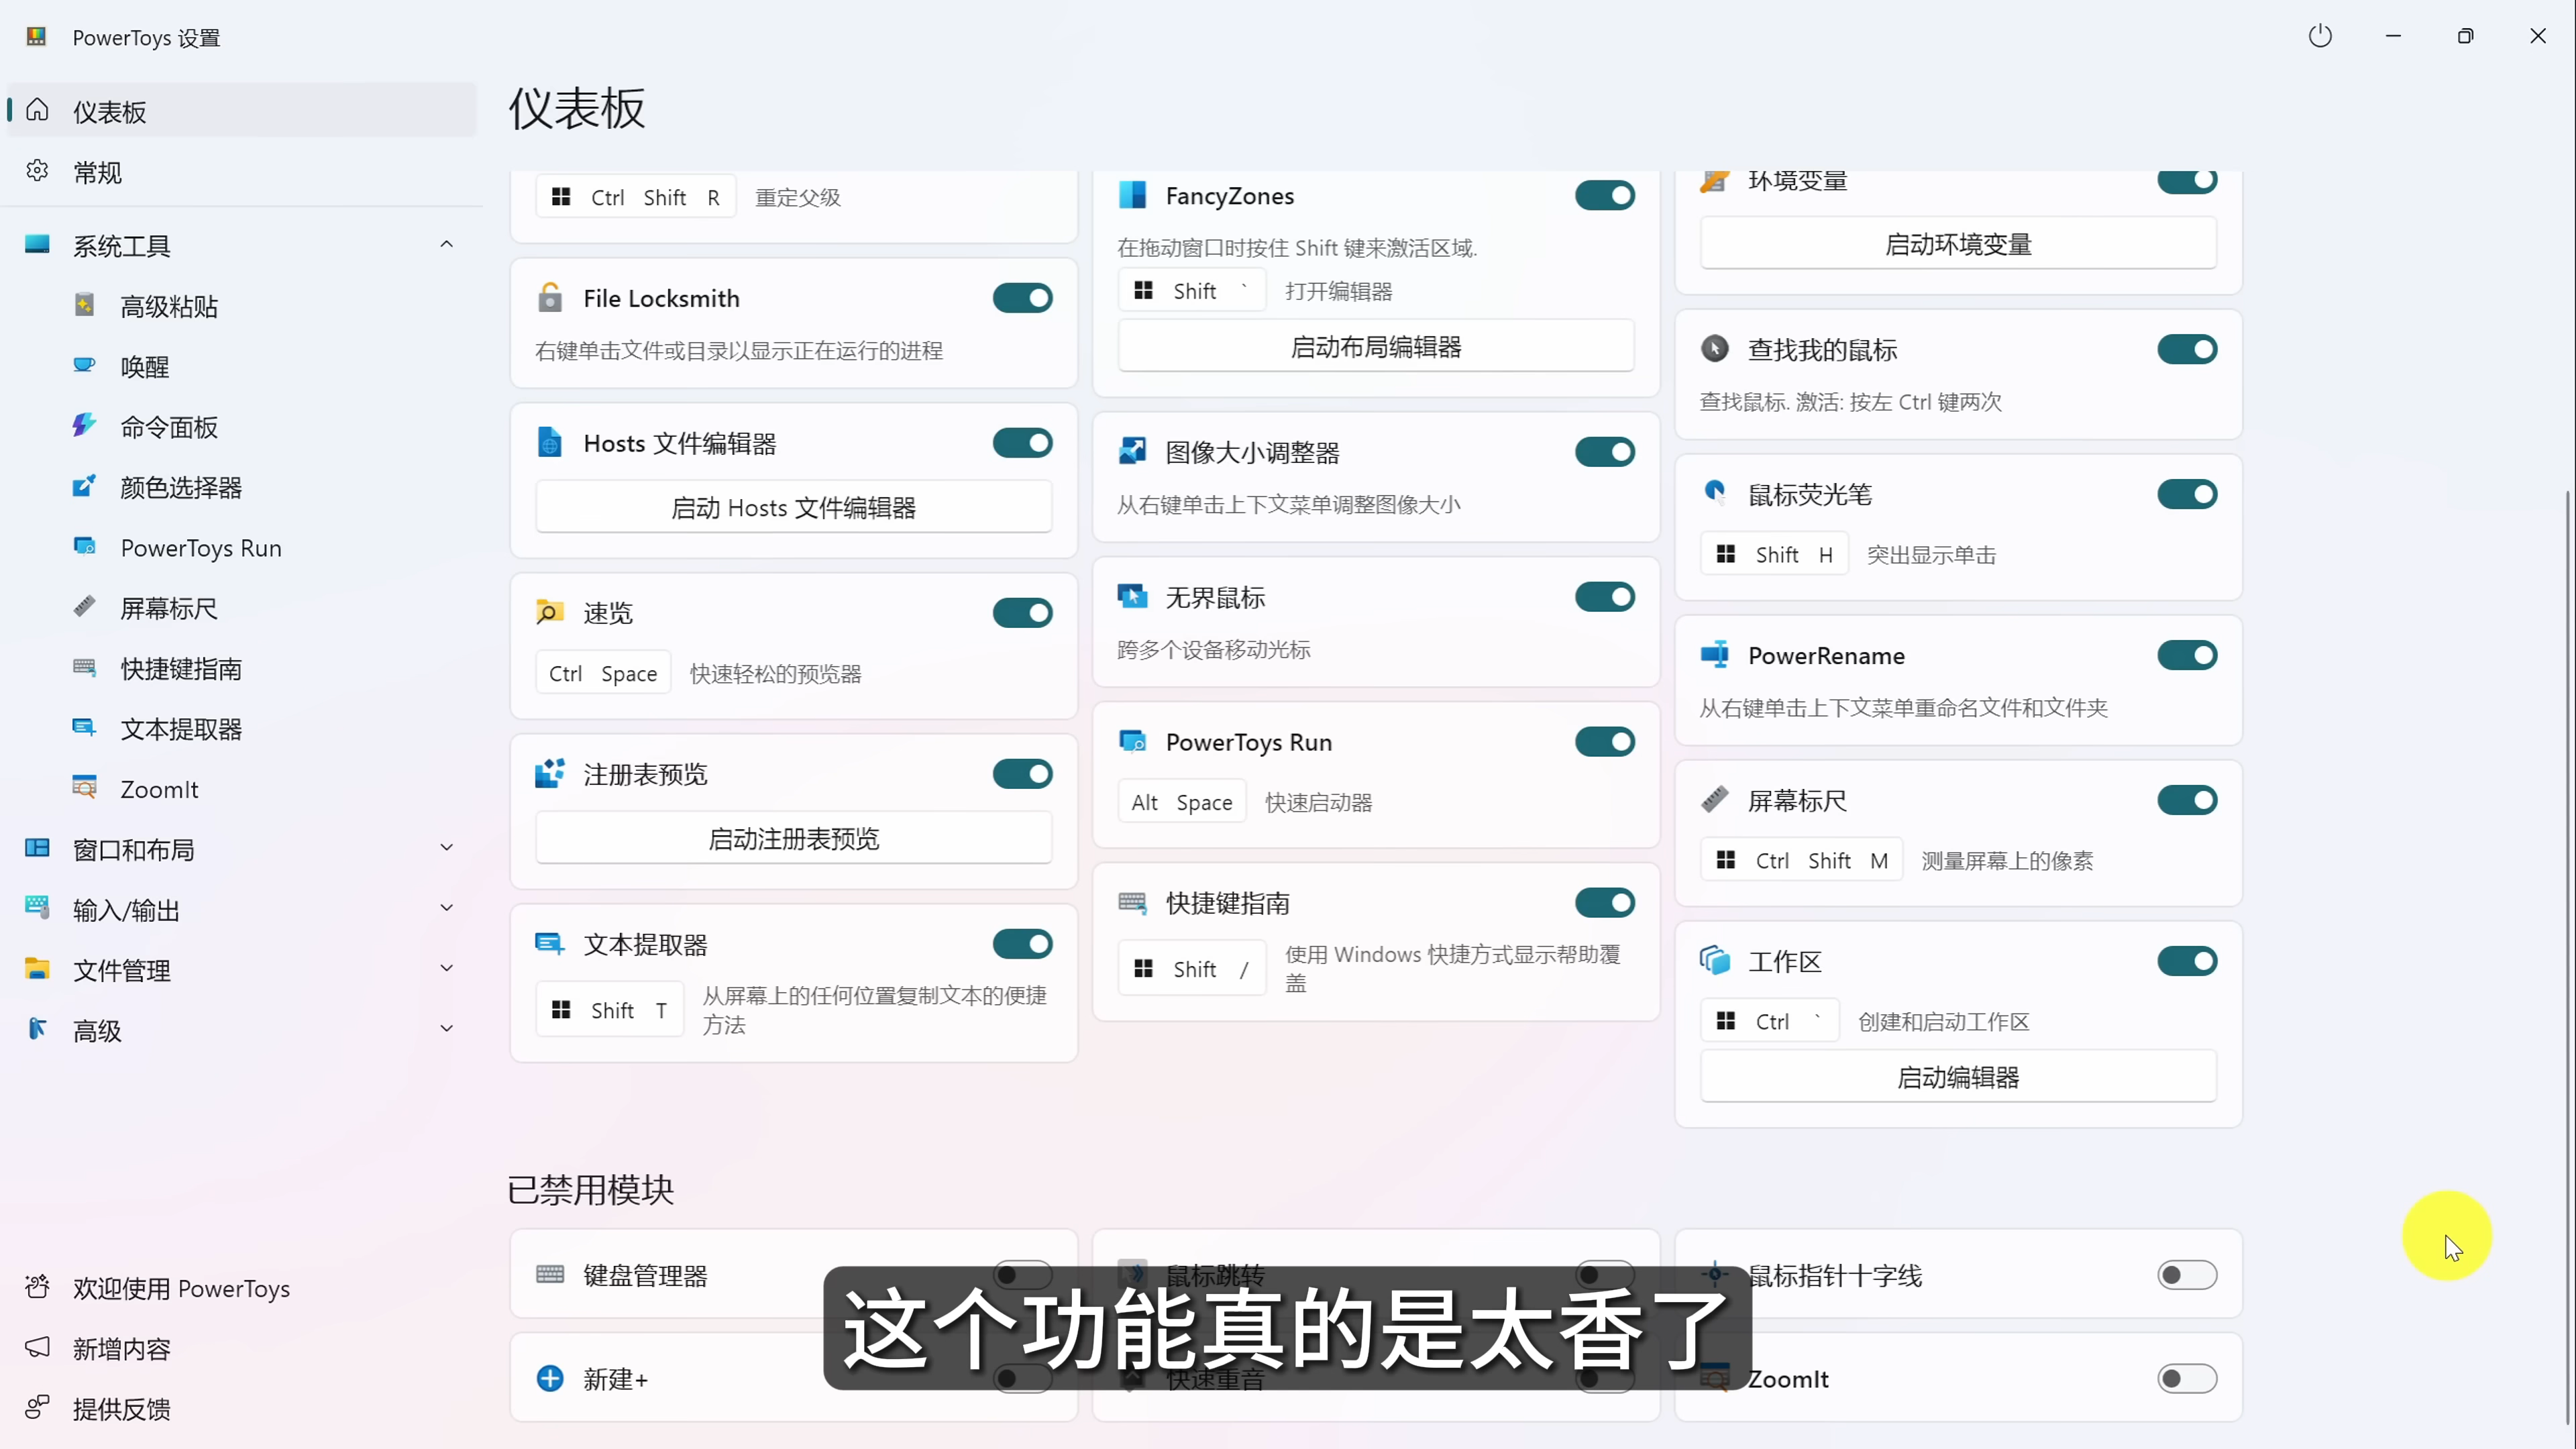 PowerToys 设置
仪表板
常规
系统工具
高级粘贴
唤醒
命令面板
颜色选择器
PowerToys Run
屏幕标尺
快捷键指南
文本提取器
ZoomIt
窗口和布局
输入/输出
文件管理
高级
欢迎使用 PowerToys
新增内容
提供反馈
仪表板
Ctrl Shift R 重定父级
File Locksmith
右键单击文件或目录以显示正在运行的进程
Hosts 文件编辑器
启动 Hosts 文件编辑器
速览
Ctrl Space 快速轻松的预览器
注册表预览
启动注册表预览
文本提取器
Shift T 从屏幕上的任何位置复制文本的便捷
方法
FancyZones
在拖动窗口时按住 Shift 键来激活区域.
Shift ` 打开编辑器
启动布局编辑器
图像大小调整器
从右键单击上下文菜单调整图像大小
无界鼠标
跨多个设备移动光标
PowerToys Run
Alt Space 快速启动器
快捷键指南
Shift / 使用 Windows 快捷方式显示帮助覆
盖
环境变量
启动环境变量
查找我的鼠标
查找鼠标. 激活: 按左 Ctrl 键两次
鼠标荧光笔
Shift H 突出显示单击
PowerRename
从右键单击上下文菜单重命名文件和文件夹
屏幕标尺
Ctrl Shift M 测量屏幕上的像素
工作区
Ctrl ` 创建和启动工作区
启动编辑器
已禁用模块
键盘管理器
鼠标跳转
鼠标指针十字线
新建+
快速重音
ZoomIt
这个功能真的是太香了